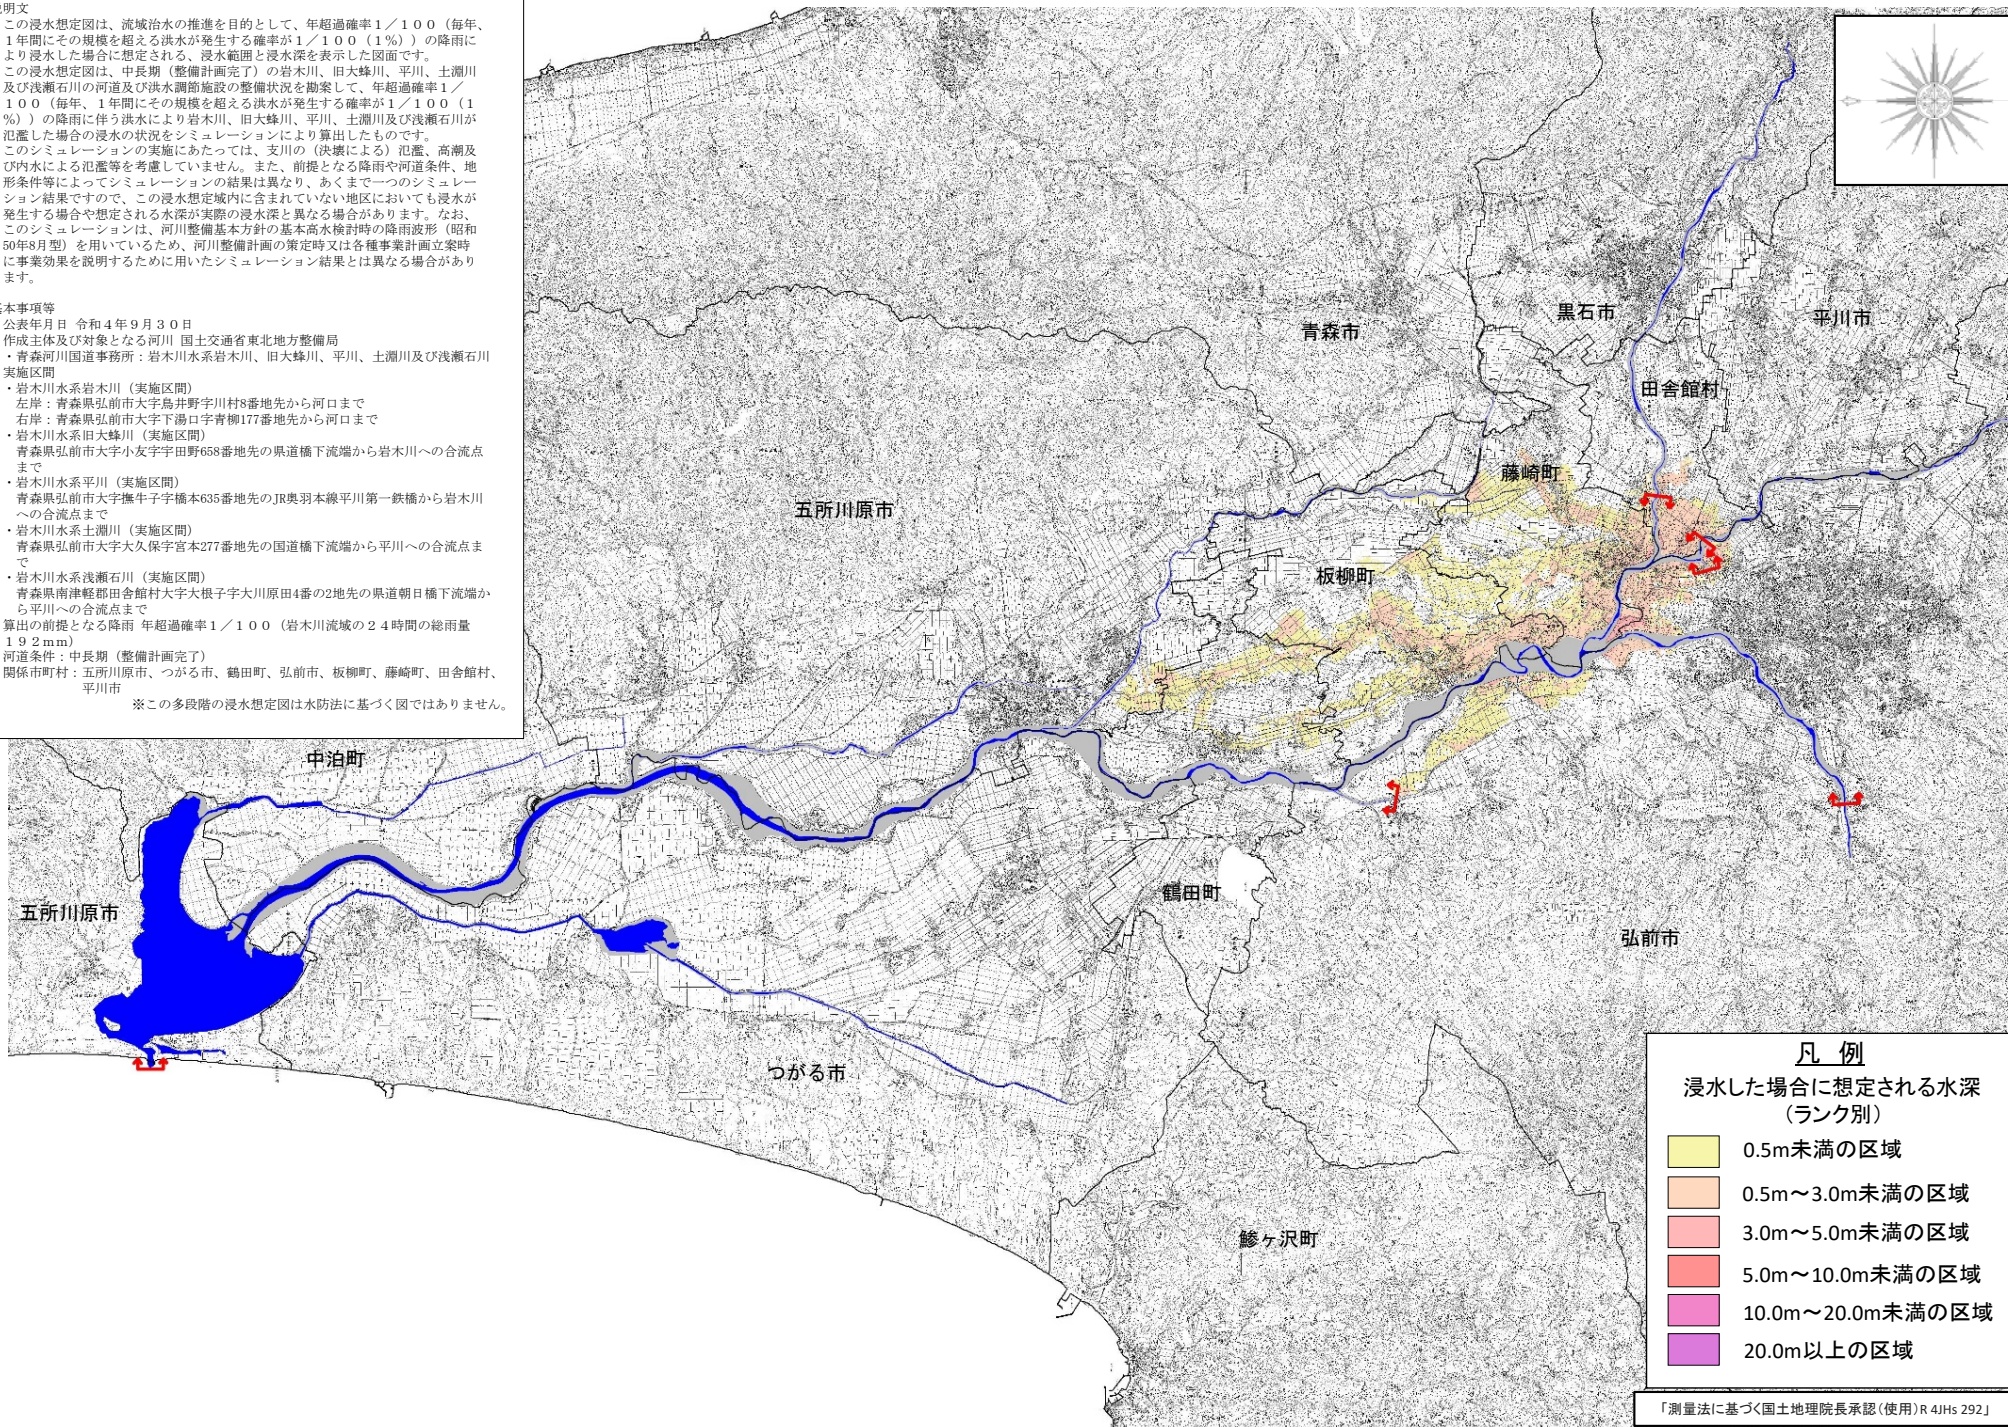 明文
この浸水想定図は、流域治水の推進を目的として、年超過確率１／１００（毎年、
１年間にその規模を超える洪水が発生する確率が１／１００（１%））の降雨に
より浸水した場合に想定される、浸水範囲と浸水深を表示した図面です。
この浸水想定図は、中長期（整備計画完了）の岩木川、旧大蜂川、平川、土淵川
及び浅瀬石川の河道及び洪水調節施設の整備状況を勘案して、年超過確率１／
１００（毎年、１年間にその規模を超える洪水が発生する確率が１／１００（１
%））の降雨に伴う洪水により岩木川、旧大蜂川、平川、土淵川及び浅瀬石川が
氾濫した場合の浸水の状況をシミュレーションにより算出したものです。
このシミュレーションの実施にあたっては、支川の（決壊による）氾濫、高潮及
び内水による氾濫等を考慮していません。また、前提となる降雨や河道条件、地
形条件等によってシミュレーションの結果は異なり、あくまで一つのシミュレー
ション結果ですので、この浸水想定域内に含まれていない地区においても浸水が
発生する場合や想定される水深が実際の浸水深と異なる場合があります。なお、
このシミュレーションは、河川整備基本方針の基本高水検討時の降雨波形（昭和
50年8月型）を用いているため、河川整備計画の策定時又は各種事業計画立案時
に事業効果を説明するために用いたシミュレーション結果とは異なる場合があり
ます。
本事項等
公表年月日 令和４年９月３０日
作成主体及び対象となる河川 国土交通省東北地方整備局
・青森河川国道事務所：岩木川水系岩木川、旧大蜂川、平川、土淵川及び浅瀬石川
実施区間
・岩木川水系岩木川（実施区間）
左岸：青森県弘前市大字鳥井野字川村8番地先から河口まで
右岸：青森県弘前市大字下湯口字青柳177番地先から河口まで
・岩木川水系旧大蜂川（実施区間）
青森県弘前市大字小友字宇田野658番地先の県道橋下流端から岩木川への合流点
まで
・岩木川水系平川（実施区間）
青森県弘前市大字撫牛子字橋本635番地先のJR奥羽本線平川第一鉄橋から岩木川
への合流点まで
・岩木川水系土淵川（実施区間）
青森県弘前市大字大久保字宮本277番地先の国道橋下流端から平川への合流点ま
で
・岩木川水系浅瀬石川（実施区間）
青森県南津軽郡田舎館村大字大根子字大川原田4番の2地先の県道朝日橋下流端か
ら平川への合流点まで
算出の前提となる降雨 年超過確率１／１００（岩木川流域の２４時間の総雨量
１９２mm）
河道条件：中長期（整備計画完了）
関係市町村：五所川原市、つがる市、鶴田町、弘前市、板柳町、藤崎町、田舎館村、
平川市
※この多段階の浸水想定図は水防法に基づく図ではありません。
黒石市
平川市
青森市
田舎館村
藤崎町
五所川原市
板柳町
中泊町
鶴田町
五所川原市
弘前市
つがる市
鰺ヶ沢町
凡 例
浸水した場合に想定される水深
（ランク別）
0.5m未満の区域
0.5m～3.0m未満の区域
3.0m～5.0m未満の区域
5.0m～10.0m未満の区域
10.0m～20.0m未満の区域
20.0m以上の区域
「測量法に基づく国土地理院長承認（使用）R 4JHs 292」